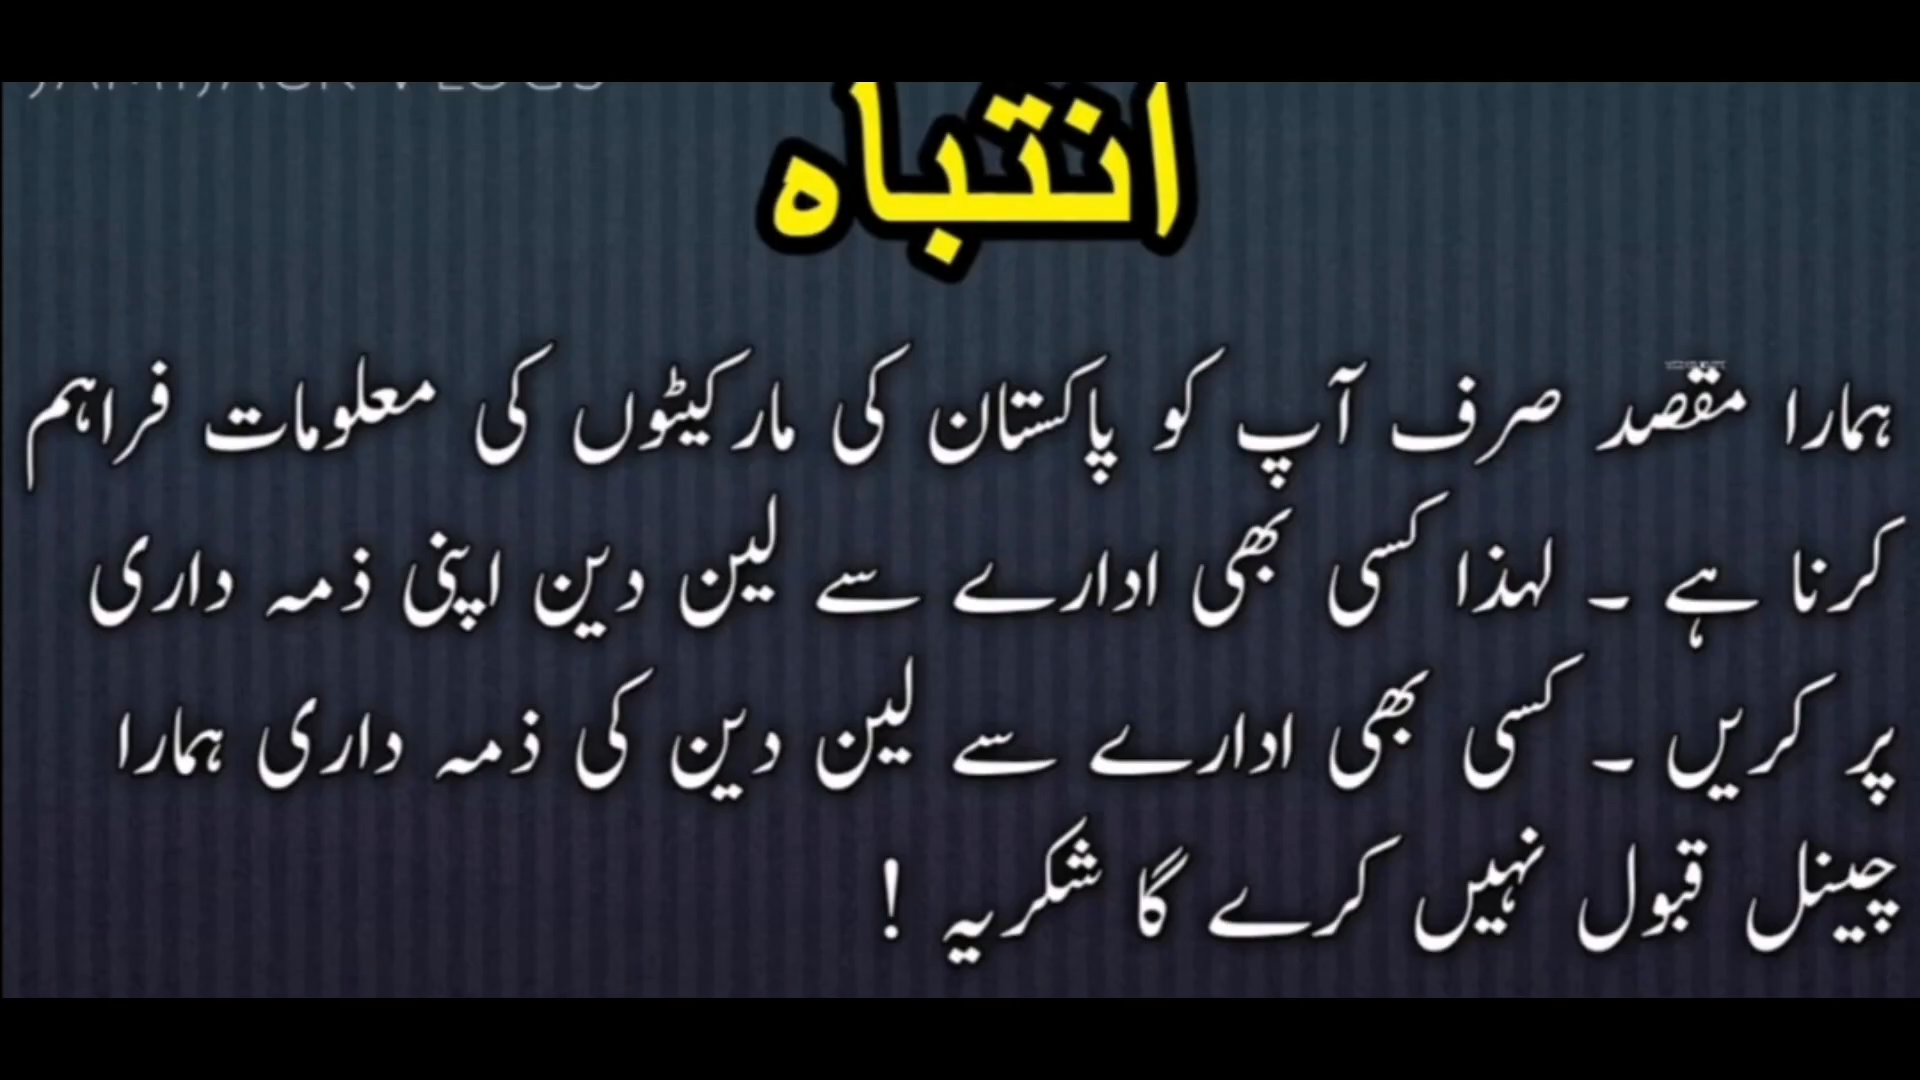 انتباہ
ہمارا مقصد صرف آپ کو پاکستان کی مارکیٹوں کی معلومات فراہم
کرنا ہے ۔ لہذا کسی بھی ادارے سے لین دین اپنی ذمہ داری
پر کریں ۔ کسی بھی ادارے سے لین دین کی ذمہ داری ہمارا
چینل قبول نہیں کرے گا شکریہ !